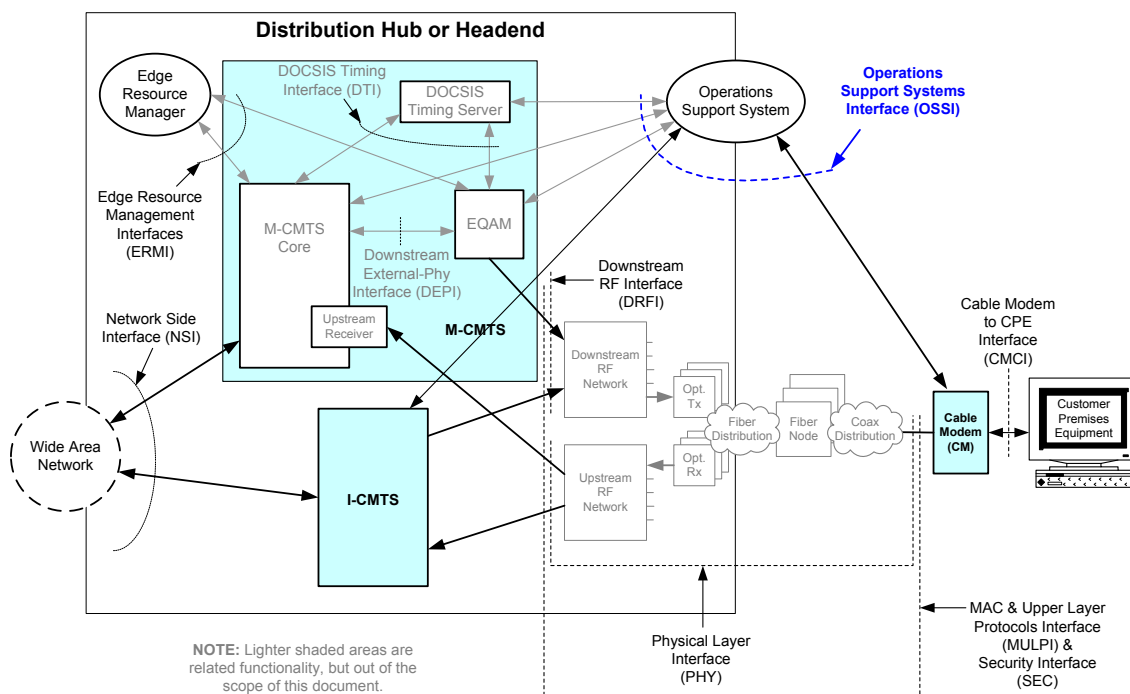 Distribution Hub or Headend
Edge
Resource
Manager
DOCSIS Timing
Interface (DTI)
DOCSIS
Timing Server
Operations
Support System
Operations
Support Systems
Interface (OSSI)
Edge Resource
Management
Interfaces
(ERMI)
M-CMTS
Core
EQAM
Downstream
External-Phy
Interface (DEPI)
Upstream
Receiver
M-CMTS
Downstream
RF Interface
(DRFI)
Network Side
Interface (NSI)
Cable Modem
to CPE
Interface
(CMCI)
Downstream
RF
Network
Opt.
Tx
Fiber
Distribution
Fiber
Node
Coax
Distribution
Cable
Modem
(CM)
Customer
Premises
Equipment
Wide Area
Network
I-CMTS
Opt.
Rx
Upstream
RF
Network
NOTE: Lighter shaded areas are
related functionality, but out of the
scope of this document.
Physical Layer
Interface
(PHY)
MAC & Upper Layer
Protocols Interface
(MULPI) &
Security Interface
(SEC)